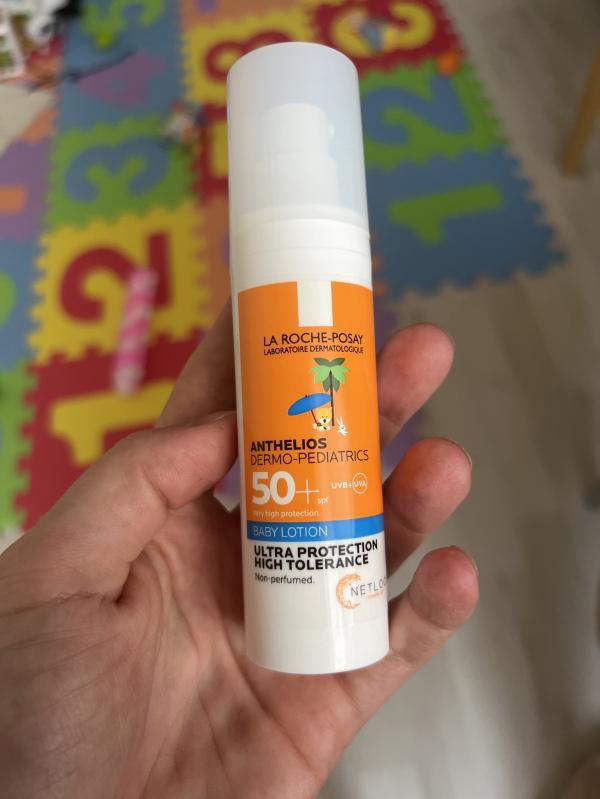 LA ROCHE-POSAY
LABORATOIRE DERMATOLOGIQUE
ANTHELIOS
DERMO-PEDIATRICS
50+ spf UVB+UVA
very high protection
BABY LOTION
ULTRA PROTECTION
HIGH TOLERANCE
Non-perfumed.